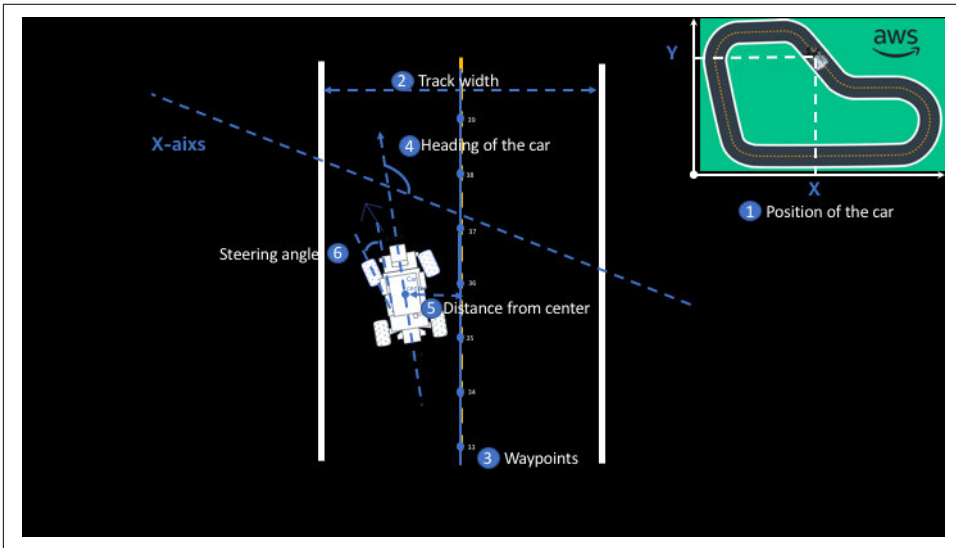 aws
Y
X
1 Position of the car
2 Track width
39
4 Heading of the car
X-aixs
38
37
Steering angle 6
Car
36
5 Distance from center
35
34
33
3 Waypoints